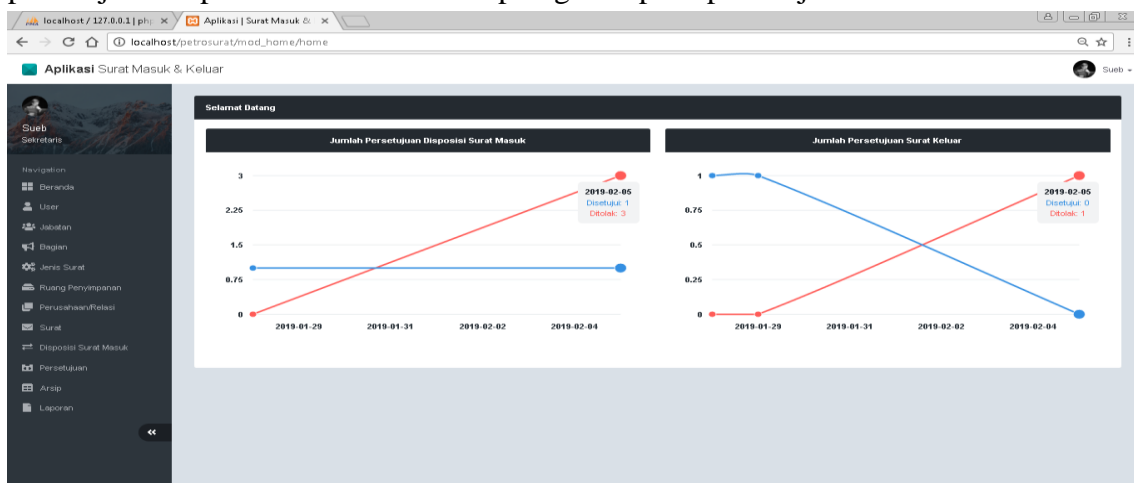 localhost / 127.0.0.1 | php
Aplikasi | Surat Masuk &
localhost/petrosurat/mod_home/home
Aplikasi Surat Masuk & Keluar
Sueb
Sueb
Sekretaris
Navigation
Beranda
User
Jabatan
Bagian
Jenis Surat
Ruang Penyimpanan
Perusahaan/Relasi
Surat
Disposisi Surat Masuk
Persetujuan
Arsip
Laporan
Selamat Datang
Jumlah Persetujuan Disposisi Surat Masuk
3
2.25
1.5
0.75
0
2019-01-29 2019-01-31 2019-02-02 2019-02-04
2019-02-05
Disetujui: 1
Ditolak: 3
Jumlah Persetujuan Surat Keluar
1
0.75
0.5
0.25
0
2019-01-29 2019-01-31 2019-02-02 2019-02-04
2019-02-05
Disetujui: 0
Ditolak: 1